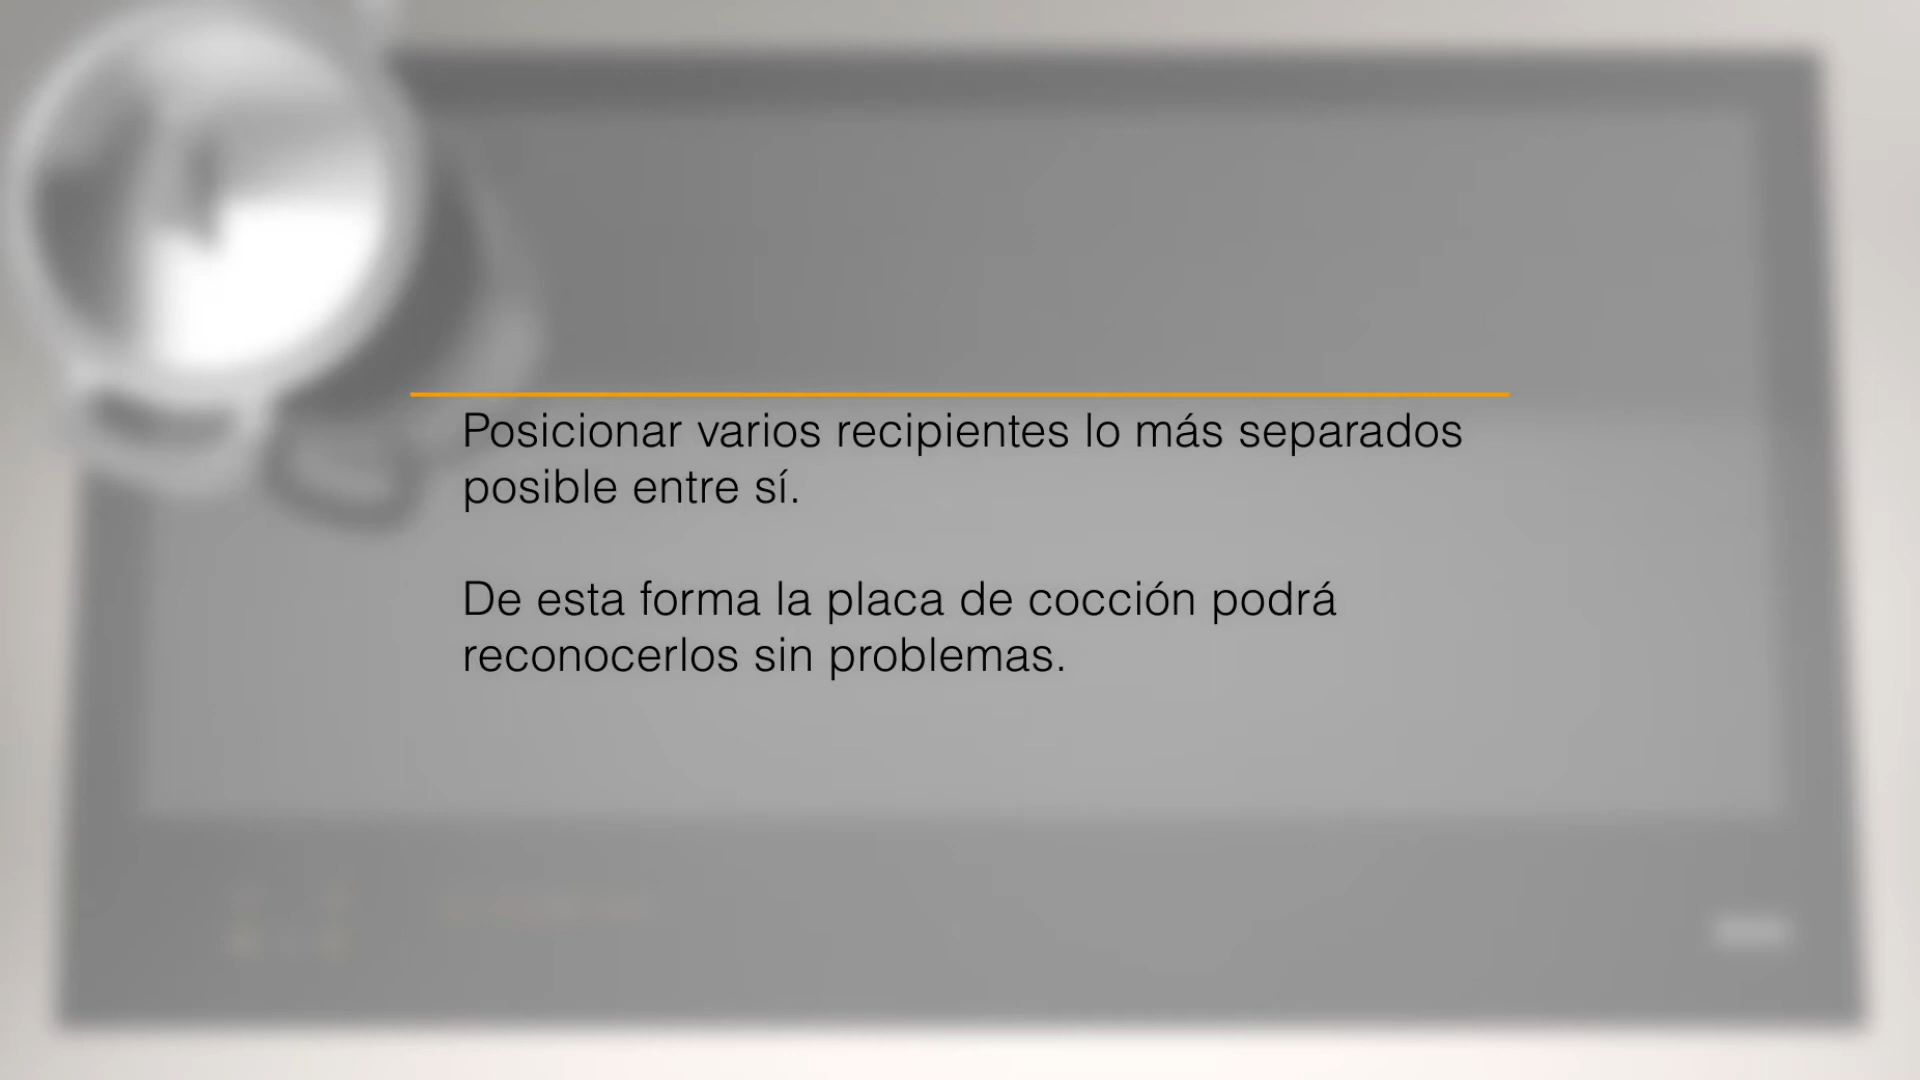 Posicionar varios recipientes lo más separados
posible entre sí.
De esta forma la placa de cocción podrá
reconocerlos sin problemas.